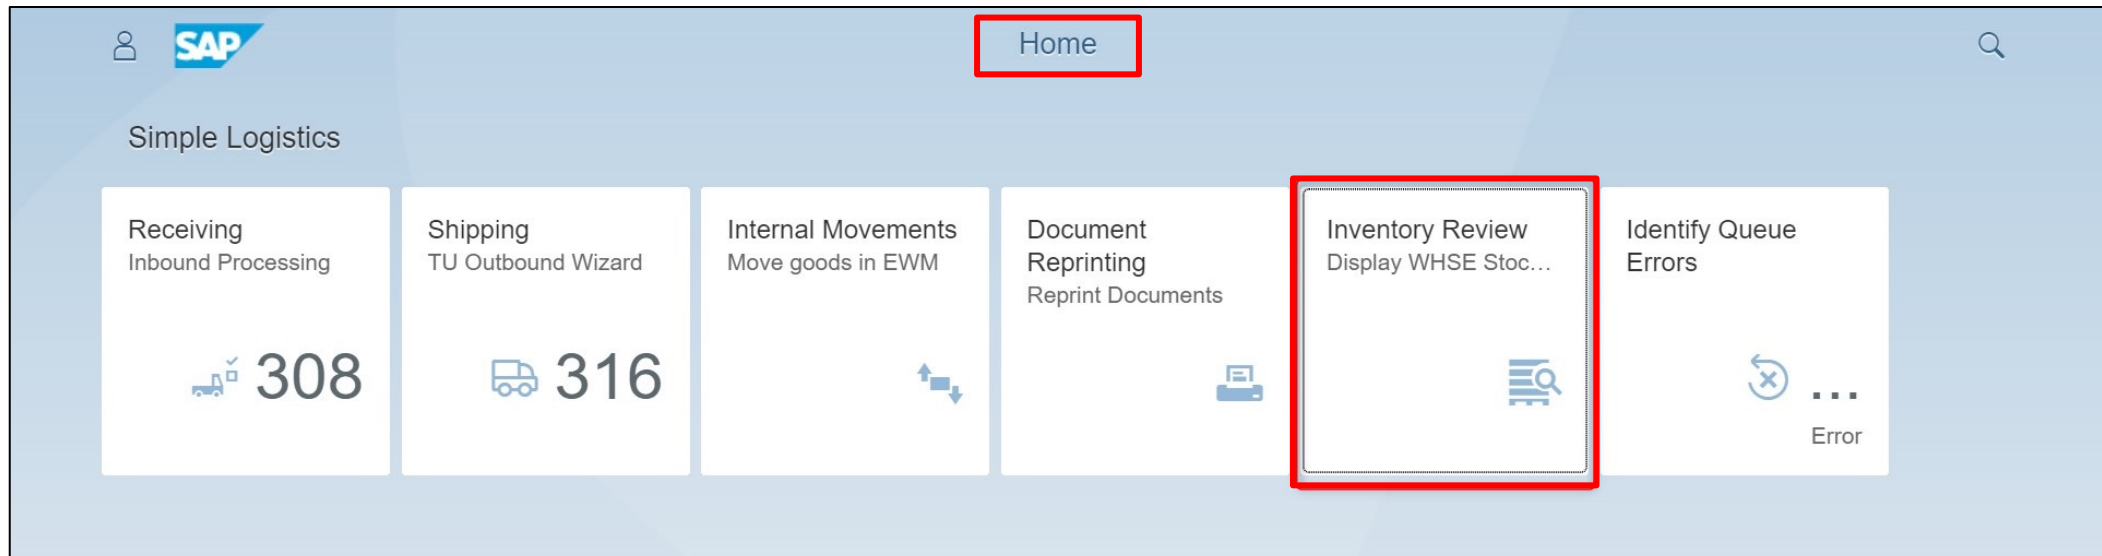 SAP
Home
Simple Logistics
Receiving
Inbound Processing
308
Shipping
TU Outbound Wizard
316
Internal Movements
Move goods in EWM
Document
Reprinting
Reprint Documents
Inventory Review
Display WHSE Stoc...
Identify Queue
Errors
...
Error